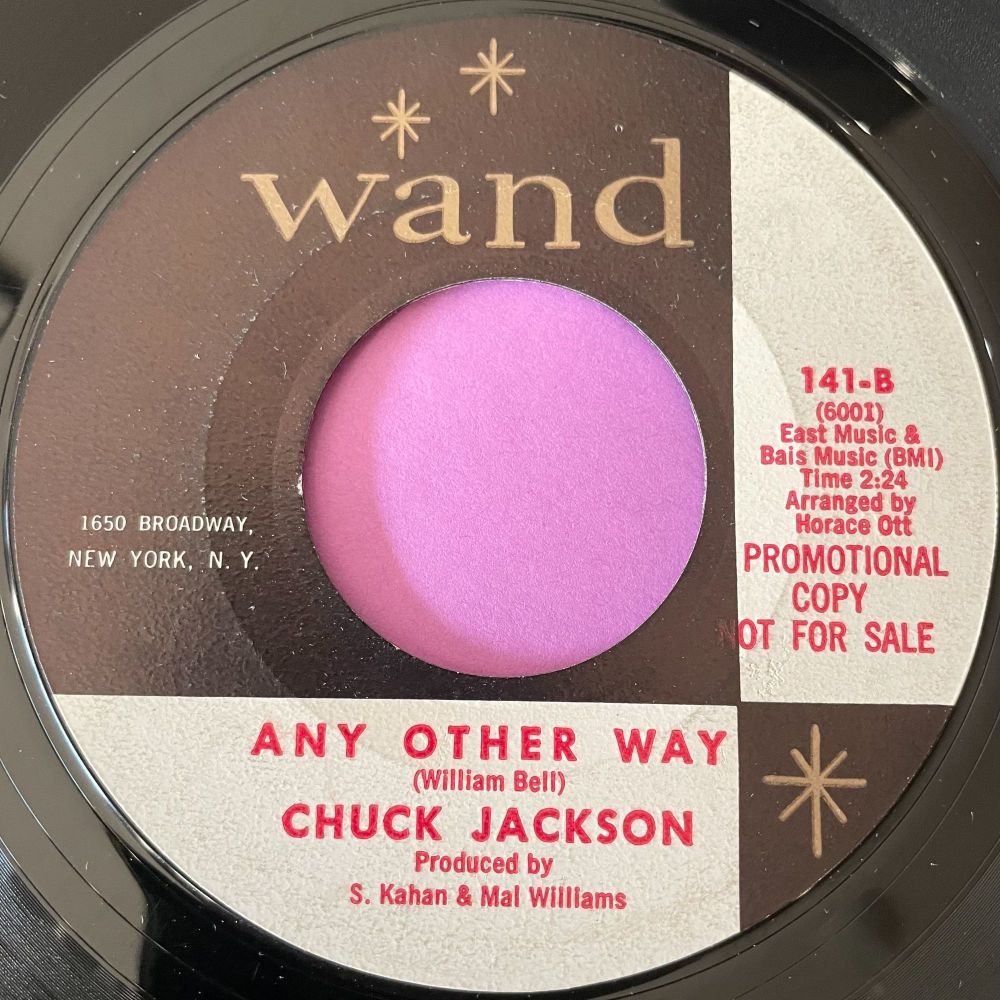 wand
1650 BROADWAY,
NEW YORK, N. Y.
141-B
(6001)
East Music &
Bais Music (BMI)
Time 2:24
Arranged by
Horace Ott
PROMOTIONAL
COPY
NOT FOR SALE
ANY OTHER WAY
(William Bell)
CHUCK JACKSON
Produced by
S. Kahan & Mal Williams